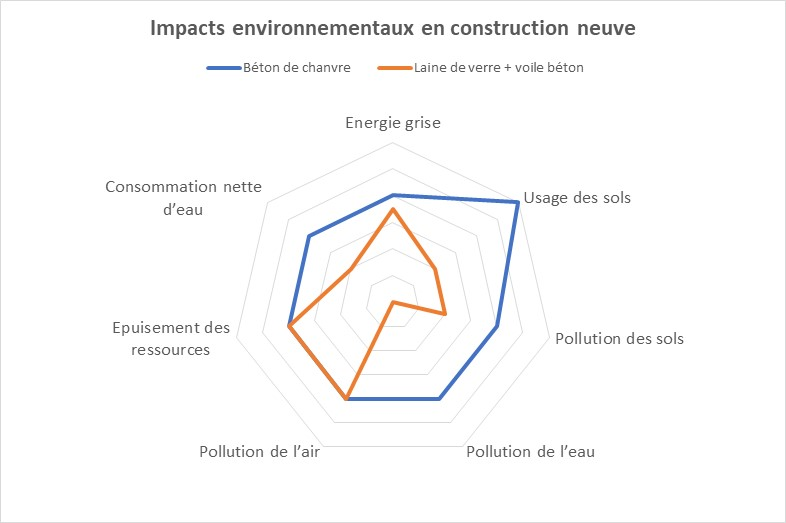 Impacts environnementaux en construction neuve
Béton de chanvre
Laine de verre + voile béton
Energie grise
Usage des sols
Pollution des sols
Pollution de l’eau
Pollution de l’air
Epuisement des
ressources
Consommation nette
d’eau